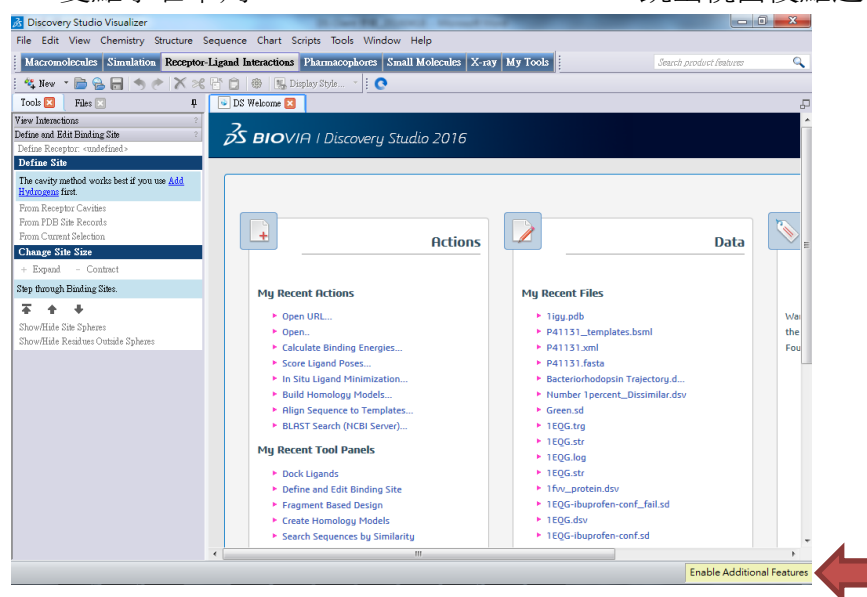 Discovery Studio Visualizer
File Edit View Chemistry Structure Sequence Chart Scripts Tools Window Help
Macromolecules Simulation Receptor-Ligand Interactions Pharmacophores Small Molecules X-ray My Tools Search product features
New Display Style...
Tools Files DS Welcome
View Interactions ?
Define and Edit Binding Site ?
Define Receptor: <undefined>
Define Site
The cavity method works best if you use Add
Hydrogens first.
From Receptor Cavities
From PDB Site Records
From Current Selection
Change Site Size
+ Expand - Contract
Step through Binding Sites.
Show/Hide Site Spheres
Show/Hide Residues Outside Spheres
BIOVIA | Discovery Studio 2016
Actions
My Recent Actions
Open URL...
Open..
Calculate Binding Energies...
Score Ligand Poses...
In Situ Ligand Minimization...
Build Homology Models...
Align Sequence to Templates...
BLAST Search (NCBI Server)...
My Recent Tool Panels
Dock Ligands
Define and Edit Binding Site
Fragment Based Design
Create Homology Models
Search Sequences by Similarity
Data
My Recent Files
1igy.pdb
P41131_templates.bsml
P41131.xml
P41131.fasta
Bacteriorhodopsin Trajectory.d...
Number 1percent_Dissimilar.dsv
Green.sd
1EQG.trg
1EQG.str
1EQG.log
1EQG.str
1fvv_protein.dsv
1EQG-ibuprofen-conf_fail.sd
1EQG.dsv
1EQG-ibuprofen-conf.sd
Wa
the
Fou
Enable Additional Features